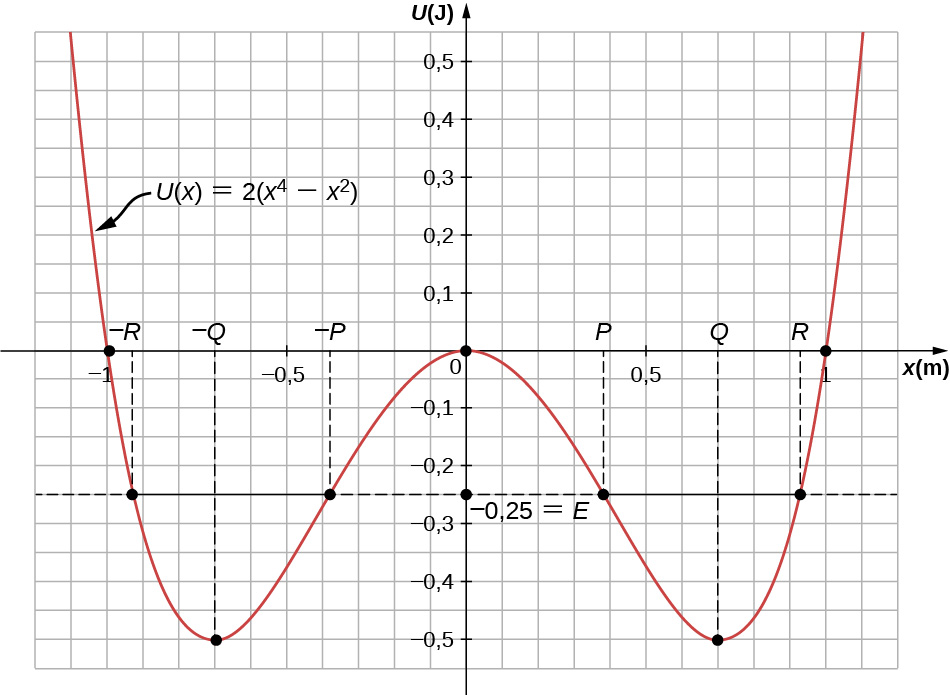 U(J)
0,5
0,4
0,3
U(x) = 2(x⁴ − x²)
0,2
0,1
−R −Q −P P Q R
−1 −0,5 0 0,5 1 x(m)
−0,1
−0,2
−0,25 = E
−0,3
−0,4
−0,5